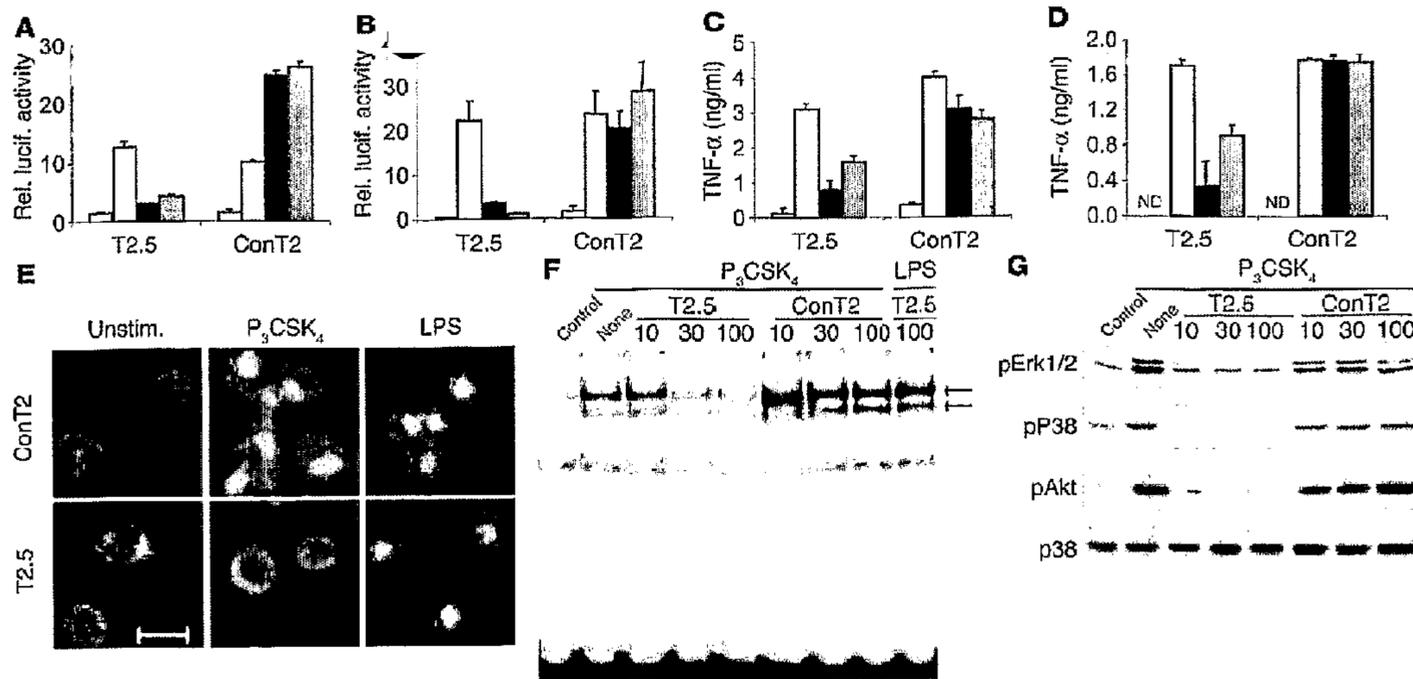 A
Rel. lucif. activity
30
20
10
0
T2.5 ConT2
B
Rel. lucif. activity
30
20
10
0
T2.5 ConT2
C
TNF-α (ng/ml)
5
4
3
2
1
0
T2.5 ConT2
D
TNF-α (ng/ml)
2.0
1.6
1.2
0.8
0.4
0.0
ND ND
T2.5 ConT2
E
Unstim. P₃CSK₄ LPS
ConT2
T2.5
F
P₃CSK₄ LPS
Control None T2.5 ConT2 T2.5
10 30 100 10 30 100 100
G
P₃CSK₄
Control None T2.5 ConT2
10 30 100 10 30 100
pErk1/2
pP38
pAkt
p38